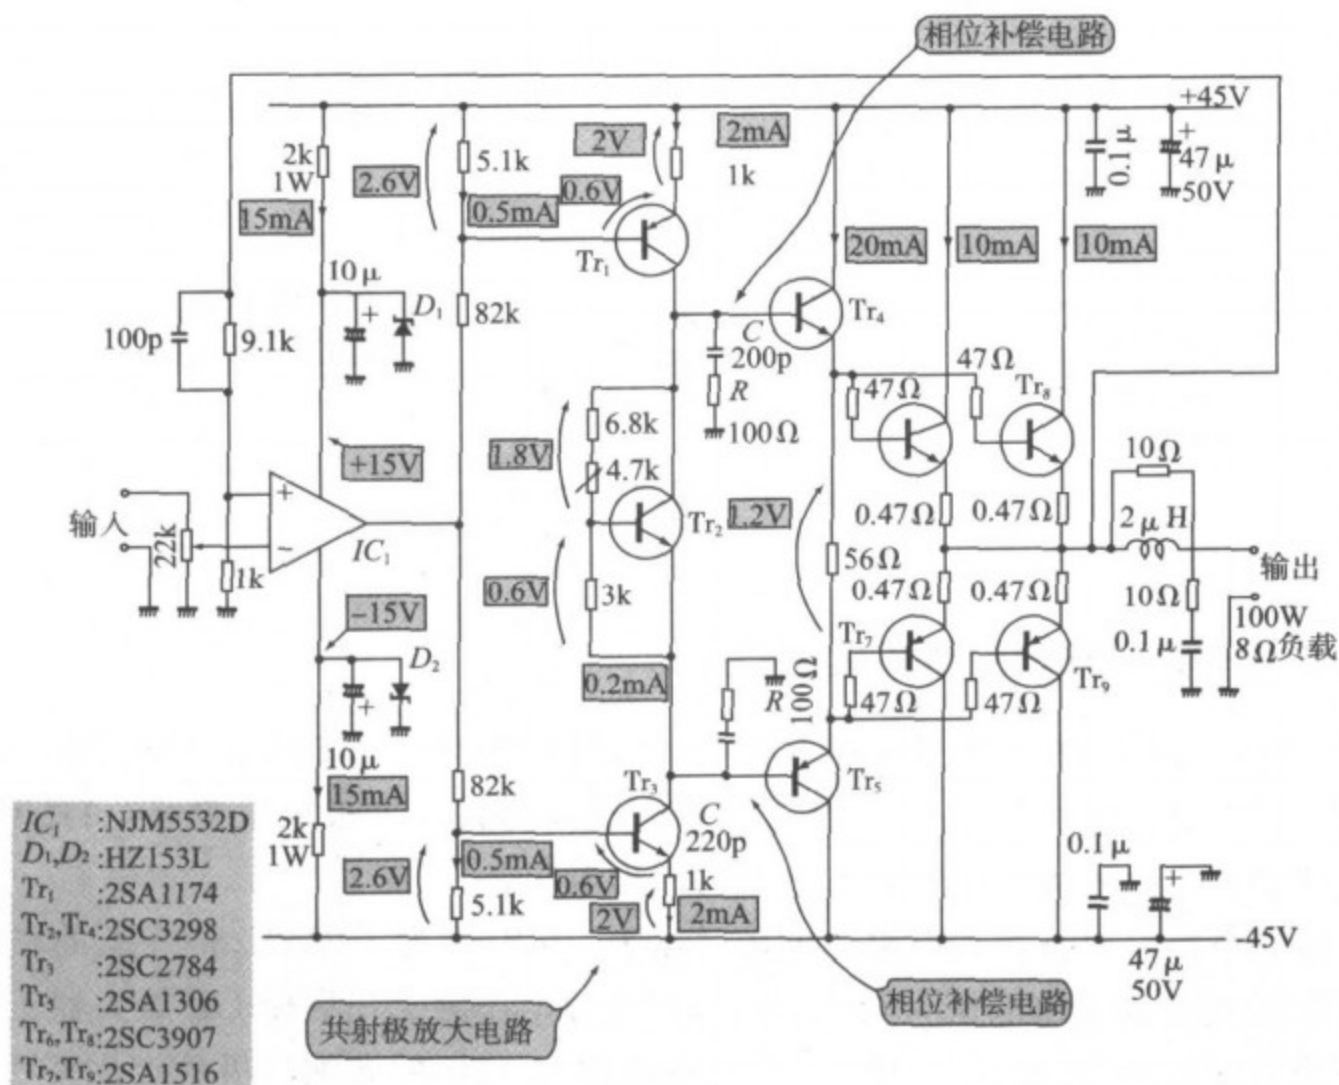 相位补偿电路
+45V
2k
1W
15mA
2.6V
5.1k
0.5mA
2V
2mA
1k
0.6V
Tr₁
0.1μ
+
47μ
50V
20mA
10mA
10mA
10μ
+
D₁
82k
100p
9.1k
C
200p
R
100Ω
Tr₄
47Ω
47Ω
Tr₈
+15V
1.8V
6.8k
4.7k
Tr₂
1.2V
10Ω
0.47Ω
0.47Ω
2μH
输入
22k
+
−
IC₁
1k
56Ω
输出
0.6V
3k
0.47Ω
0.47Ω
10Ω
0.1μ
100W
8Ω负载
−15V
D₂
+
10μ
0.2mA
R
100Ω
Tr₇
47Ω
47Ω
Tr₉
15mA
82k
Tr₃
C
220p
Tr₅
2k
1W
2.6V
0.5mA
5.1k
0.6V
2V
1k
2mA
0.1μ
+
47μ
50V
-45V
共射极放大电路
相位补偿电路
IC₁ :NJM5532D
D₁,D₂ :HZ153L
Tr₁ :2SA1174
Tr₂,Tr₄:2SC3298
Tr₃ :2SC2784
Tr₅ :2SA1306
Tr₆,Tr₈:2SC3907
Tr₇,Tr₉:2SA1516